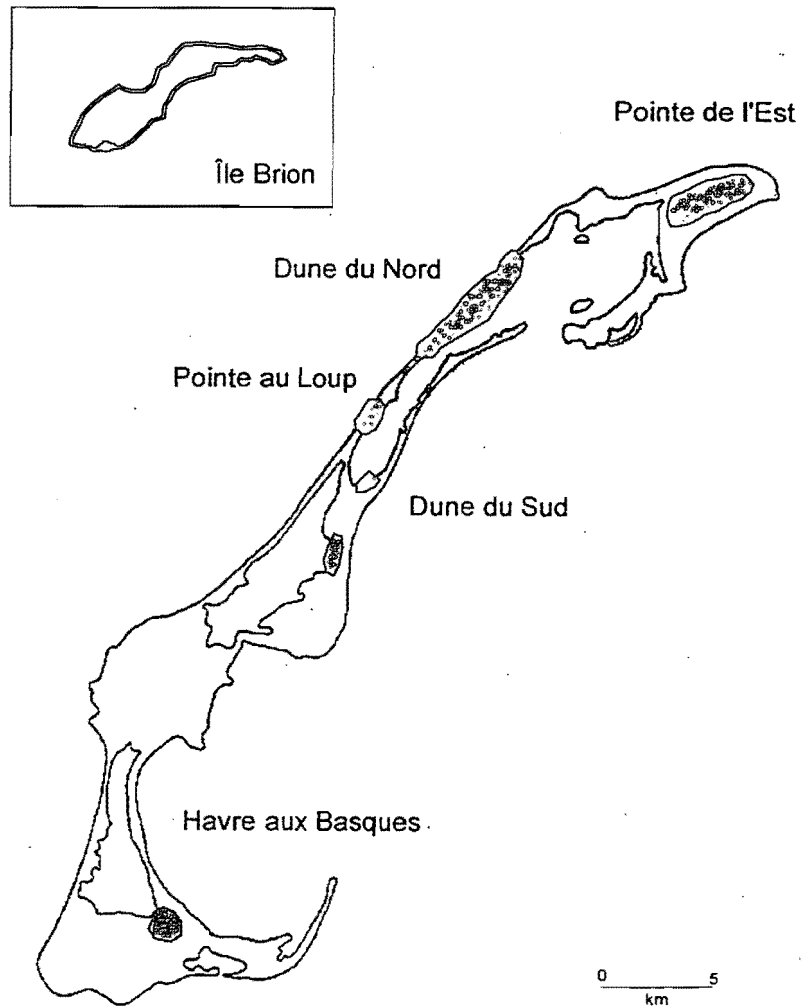 Île Brion
Pointe de l'Est
Dune du Nord
Pointe au Loup
Dune du Sud
Havre aux Basques
0 5
km